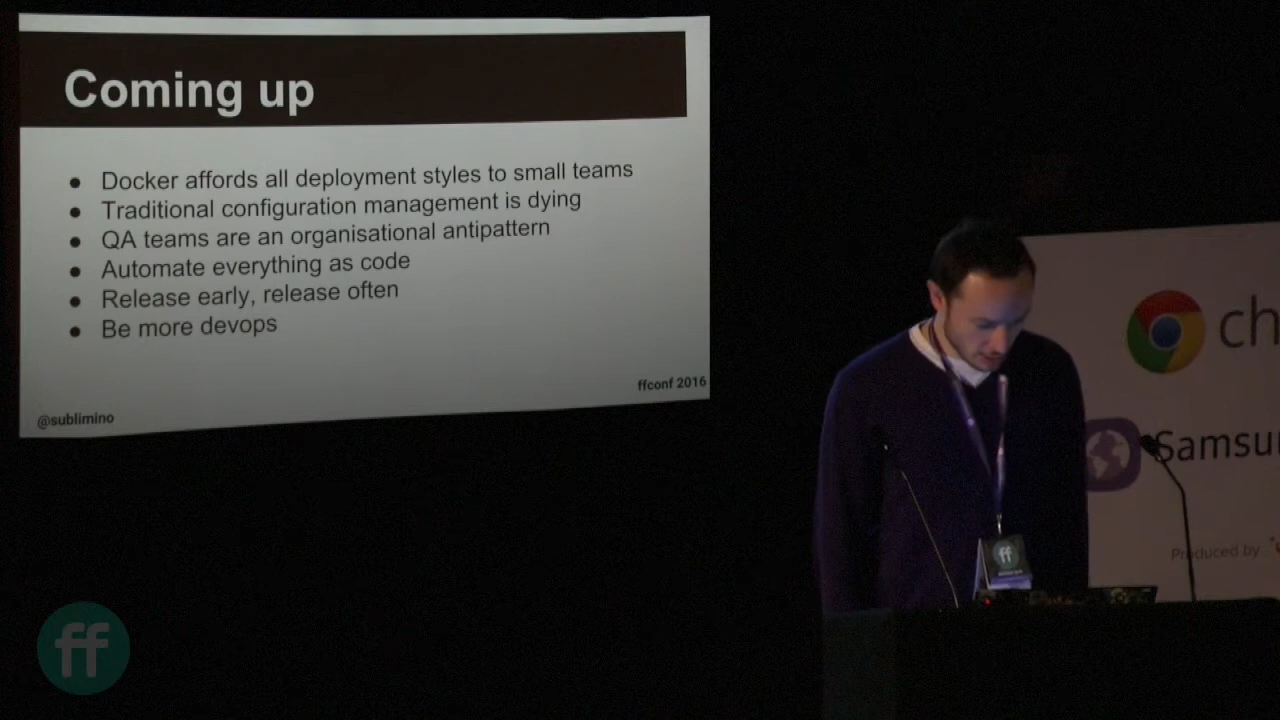 Coming up
● Docker affords all deployment styles to small teams
● Traditional configuration management is dying
● QA teams are an organisational antipattern
● Automate everything as code
● Release early, release often
● Be more devops
ffconf 2016
@sublimino
ch
Samsu
Produced by
ff
ff